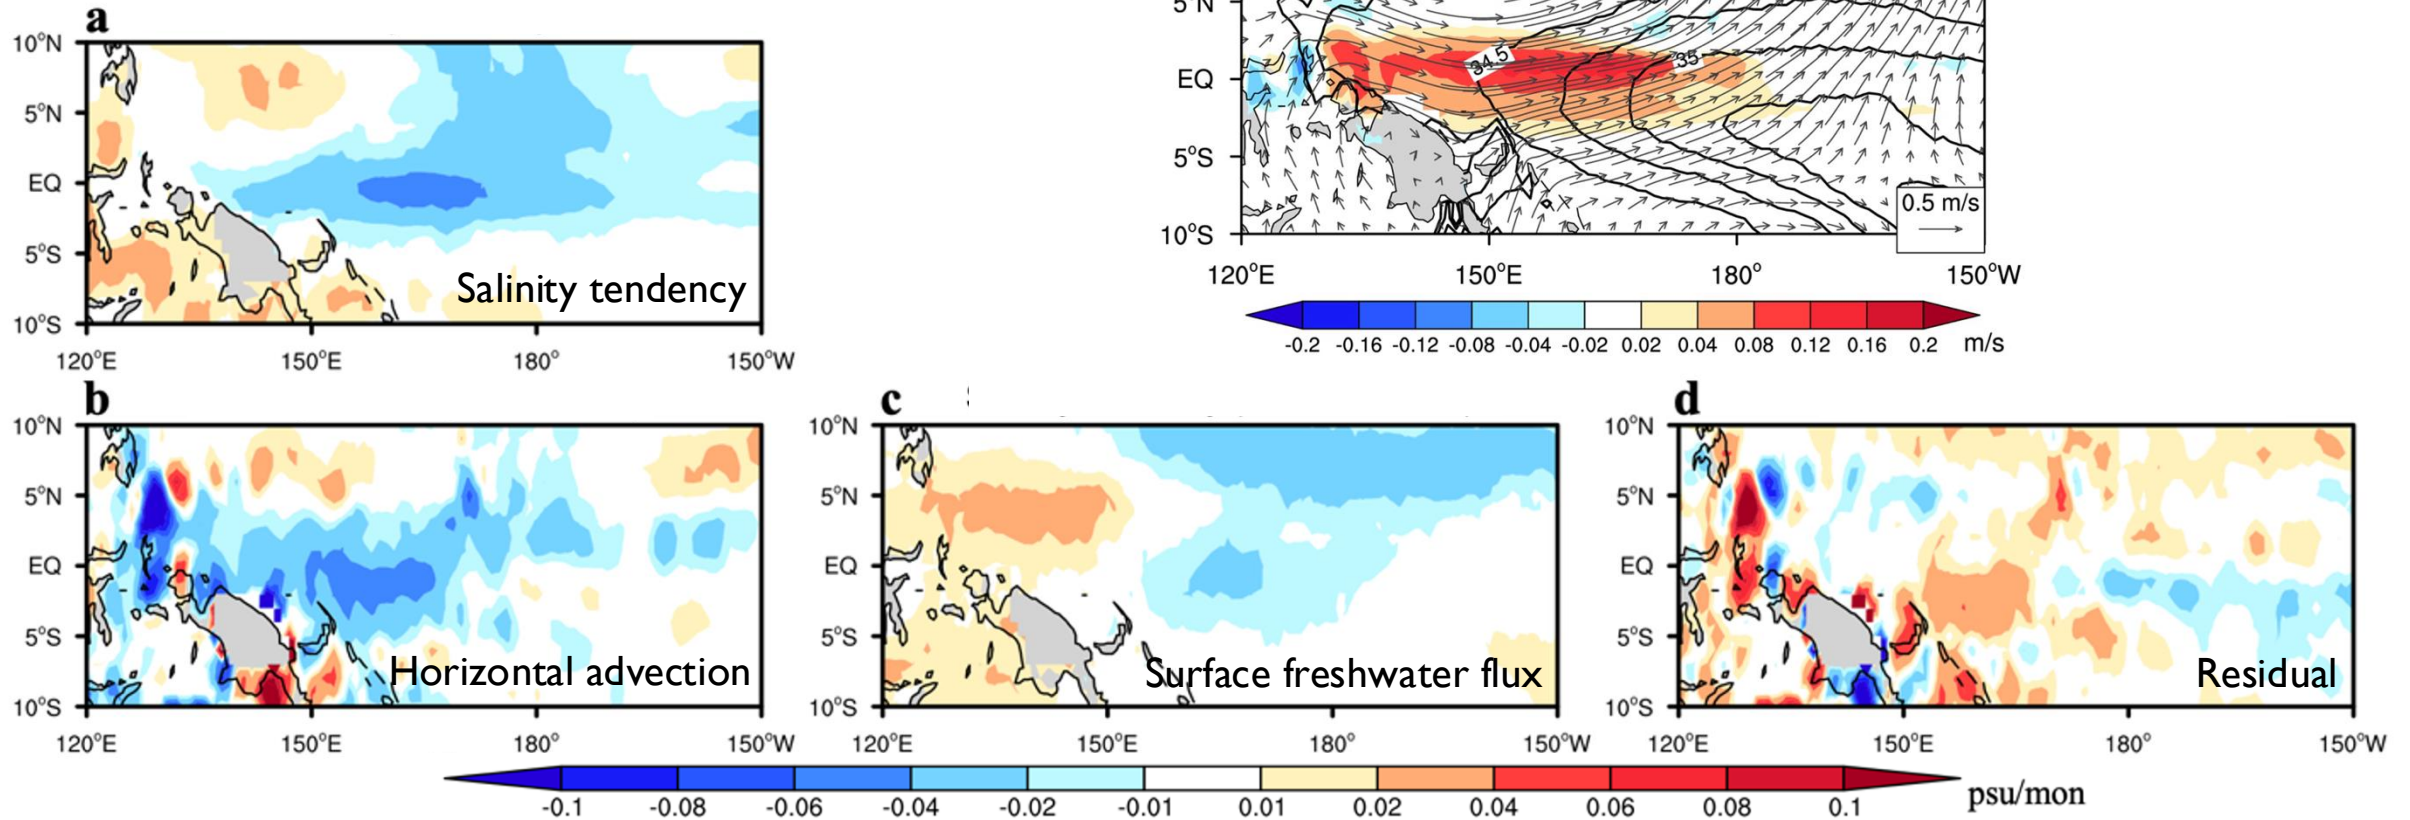 a
10°N
5°N
EQ
5°S
10°S
120°E 150°E 180° 150°W
Salinity tendency
5°N
EQ
5°S
10°S
34.5
35
0.5 m/s
120°E 150°E 180° 150°W
-0.2 -0.16 -0.12 -0.08 -0.04 -0.02 0.02 0.04 0.08 0.12 0.16 0.2 m/s
b
10°N
5°N
EQ
5°S
10°S
Horizontal advection
120°E 150°E 180° 150°W
c
10°N
5°N
EQ
5°S
10°S
Surface freshwater flux
120°E 150°E 180° 150°W
d
10°N
5°N
EQ
5°S
10°S
Residual
120°E 150°E 180° 150°W
-0.1 -0.08 -0.06 -0.04 -0.02 -0.01 0.01 0.02 0.04 0.06 0.08 0.1 psu/mon